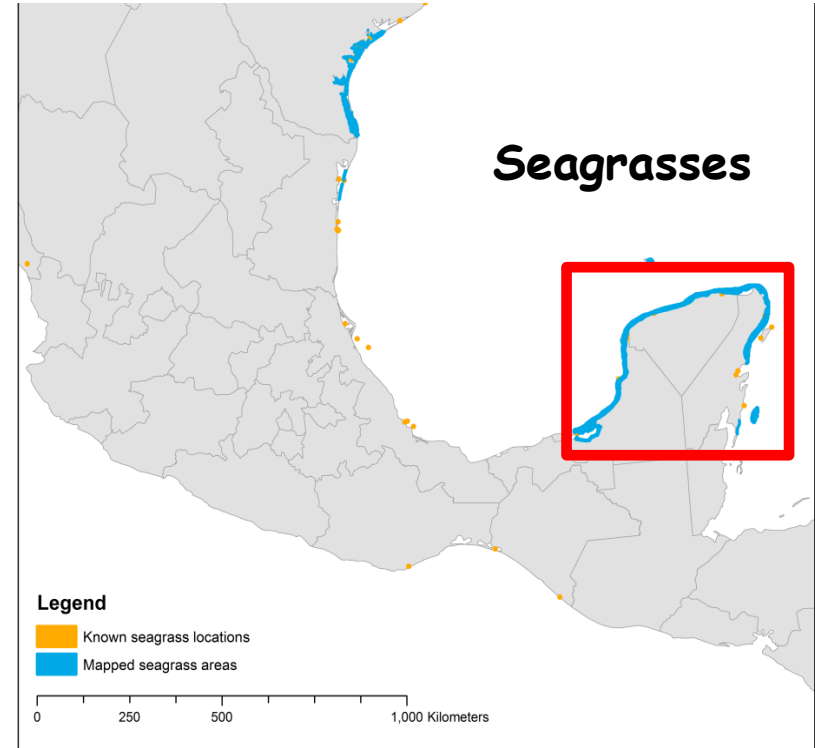 Seagrasses
Legend
Known seagrass locations
Mapped seagrass areas
0 250 500 1,000 Kilometers